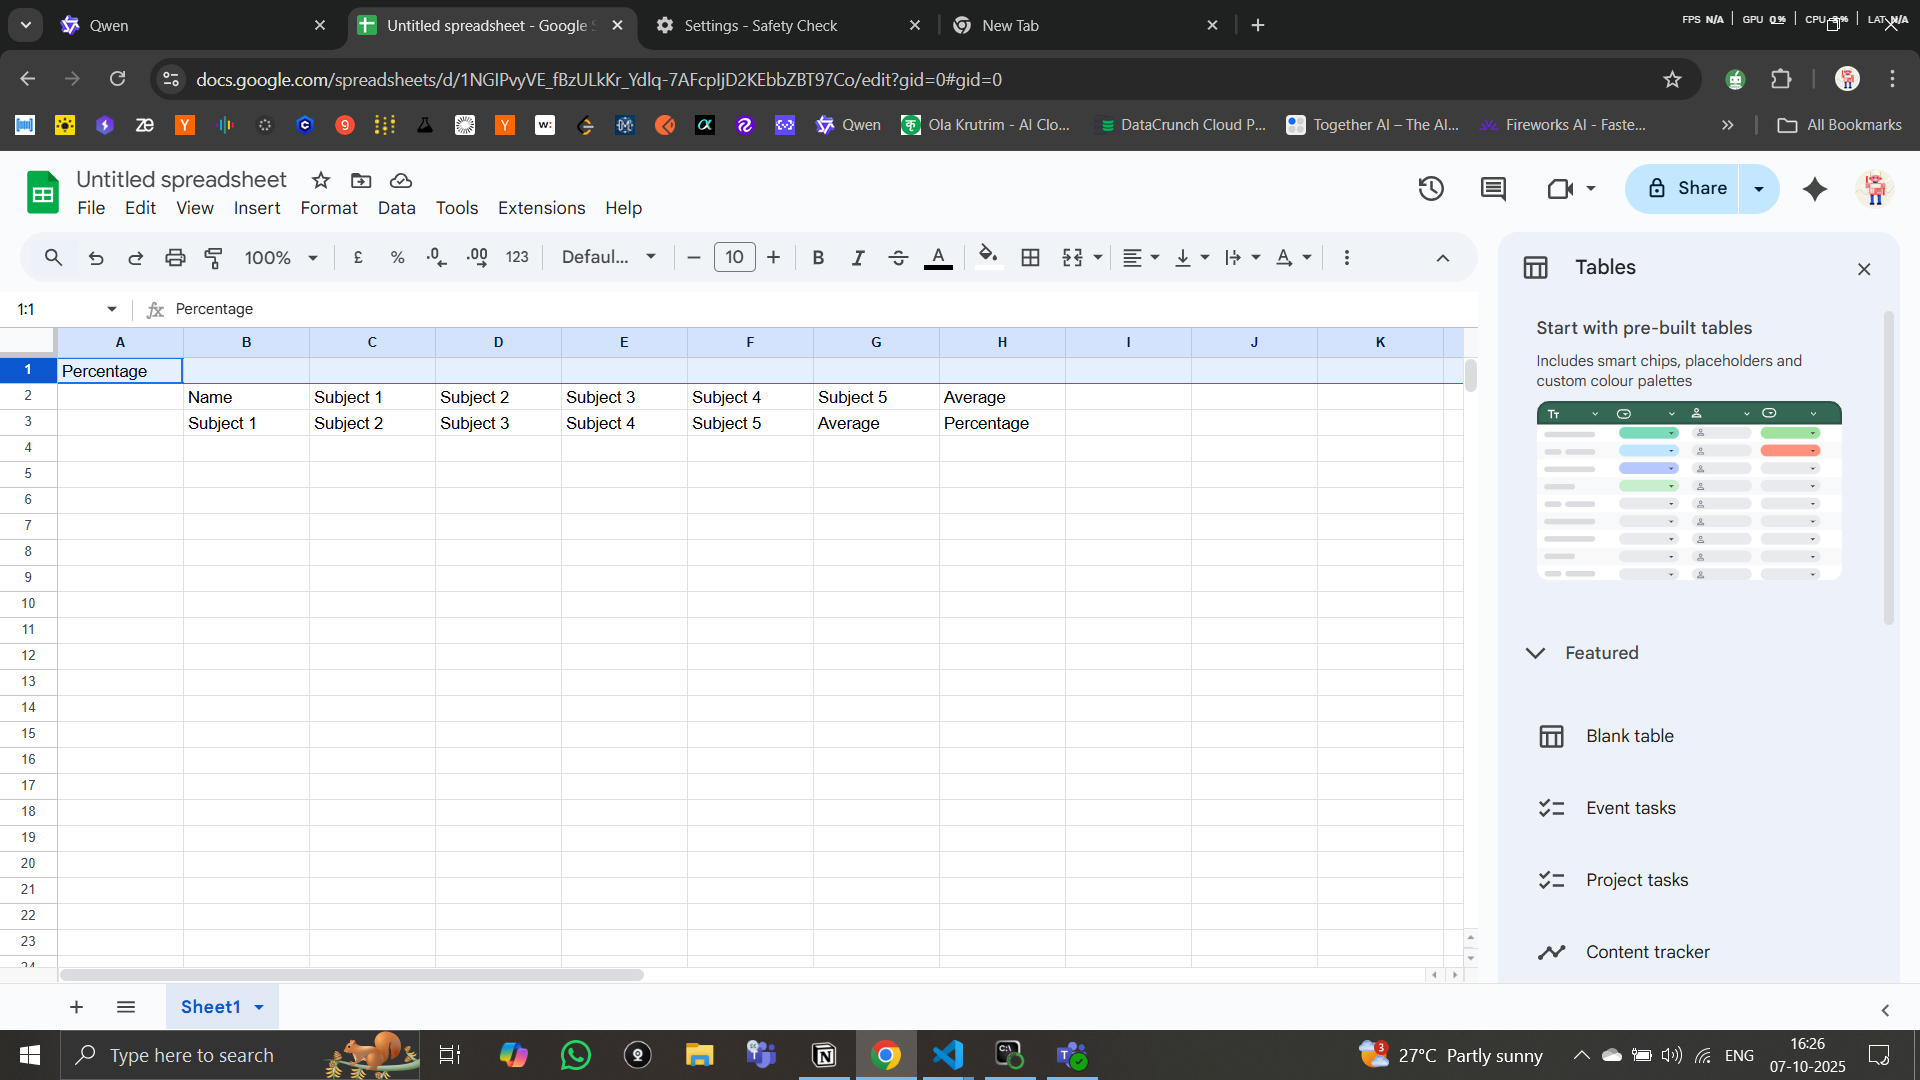 Qwen
Untitled spreadsheet - Google S
Settings - Safety Check
New Tab
FPS N/A
GPU 0%
LAT N/A
docs.google.com/spreadsheets/d/1NGIPvyVE_fBzULkKr_Ydlq-7AFcpIjD2KEbbZBT97Co/edit?gid=0#gid=0
Qwen
Ola Krutrim - AI Clo...
DataCrunch Cloud P...
Together AI – The AI...
Fireworks AI - Faste...
All Bookmarks
Untitled spreadsheet
File Edit View Insert Format Data Tools Extensions Help
Share
100%
£ % .0 .00 123
Defaul...
10
B I A
1:1
fx Percentage
A B C D E F G H I J K
1 Percentage
2 Name Subject 1 Subject 2 Subject 3 Subject 4 Subject 5 Average
3 Subject 1 Subject 2 Subject 3 Subject 4 Subject 5 Average Percentage
4
5
6
7
8
9
10
11
12
13
14
15
16
17
18
19
20
21
22
23
24
Tables
Start with pre-built tables
Includes smart chips, placeholders and
custom colour palettes
Featured
Blank table
Event tasks
Project tasks
Content tracker
Sheet1
Type here to search
3
27°C Partly sunny
ENG
16:26
07-10-2025